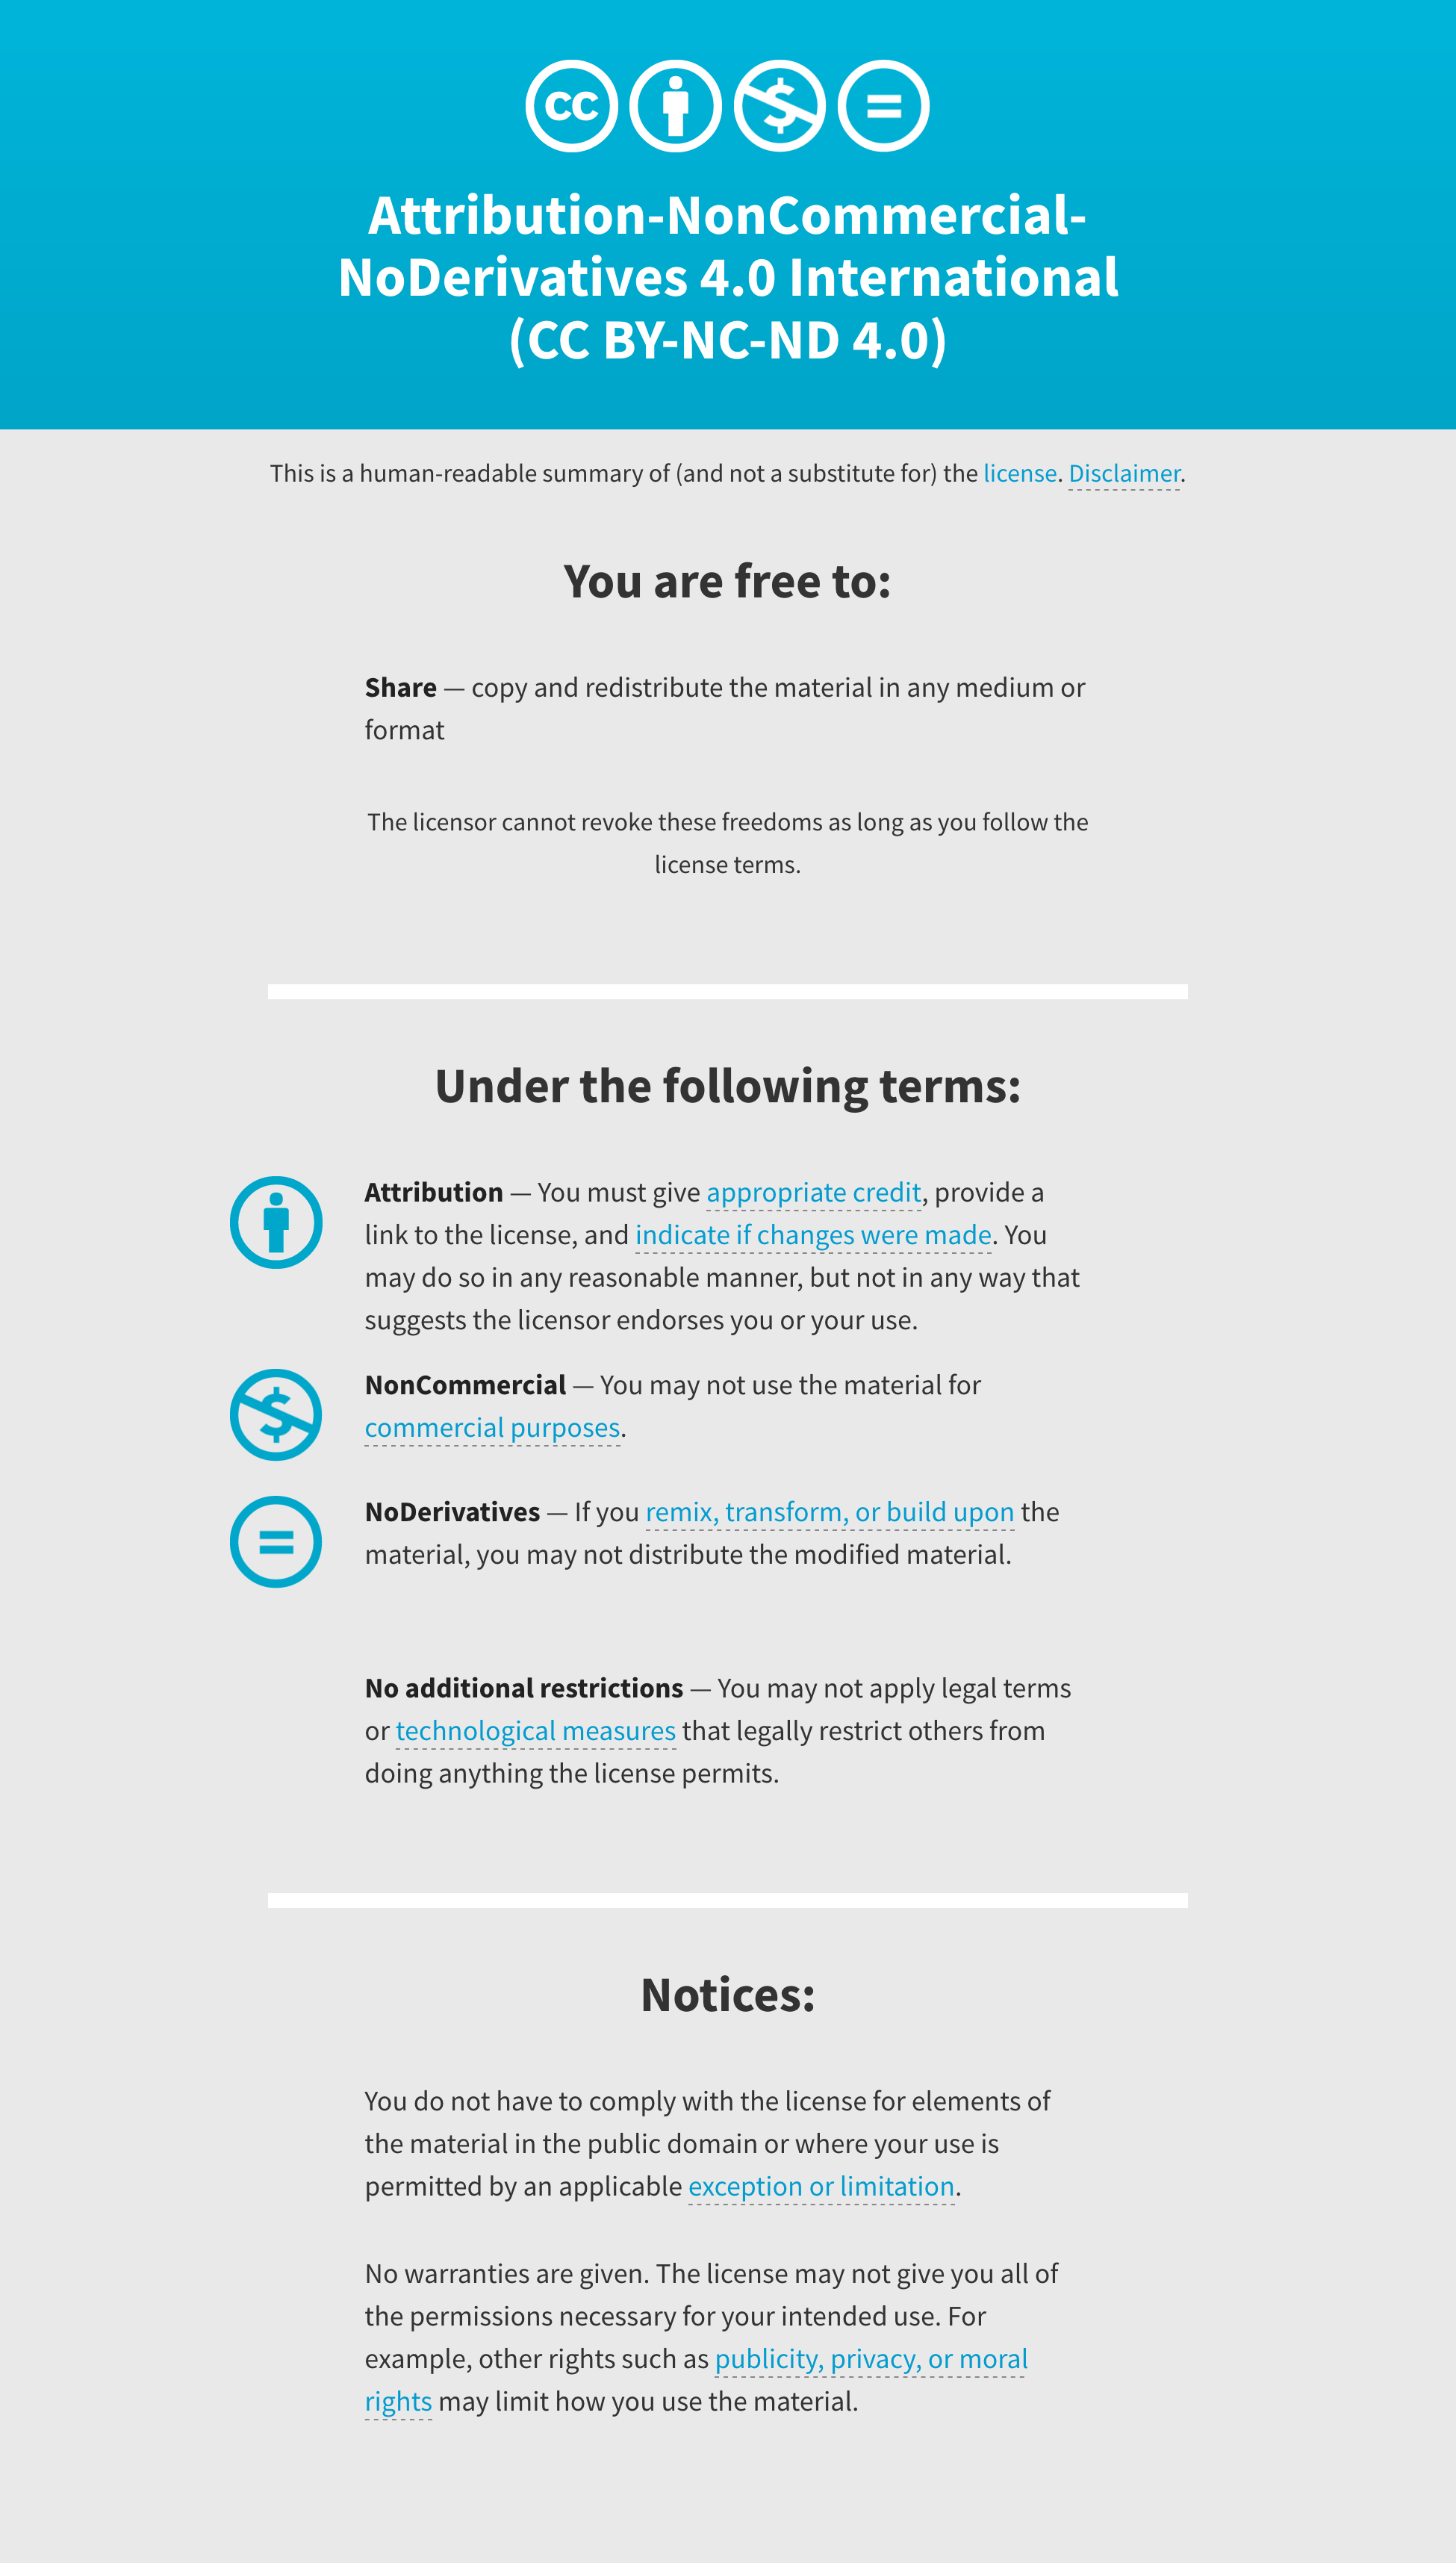 cc $
Attribution-NonCommercial-
NoDerivatives 4.0 International
(CC BY-NC-ND 4.0)
This is a human-readable summary of (and not a substitute for) the license. Disclaimer.
You are free to:
Share — copy and redistribute the material in any medium or
format
The licensor cannot revoke these freedoms as long as you follow the
license terms.
Under the following terms:
Attribution — You must give appropriate credit, provide a
link to the license, and indicate if changes were made. You
may do so in any reasonable manner, but not in any way that
suggests the licensor endorses you or your use.
NonCommercial — You may not use the material for
commercial purposes.
NoDerivatives — If you remix, transform, or build upon the
material, you may not distribute the modified material.
No additional restrictions — You may not apply legal terms
or technological measures that legally restrict others from
doing anything the license permits.
Notices:
You do not have to comply with the license for elements of
the material in the public domain or where your use is
permitted by an applicable exception or limitation.
No warranties are given. The license may not give you all of
the permissions necessary for your intended use. For
example, other rights such as publicity, privacy, or moral
rights may limit how you use the material.